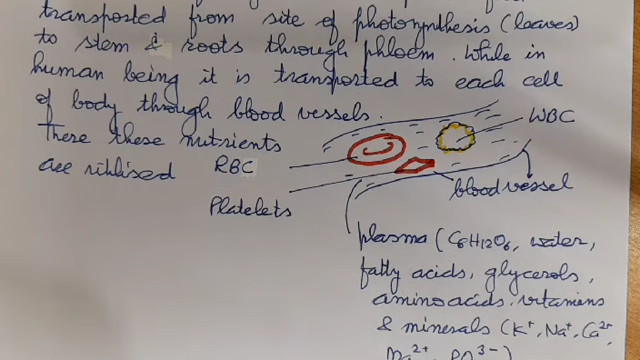 transported from site of photosynthesis (leaves)
to stem & roots through phloem. While in
human being it is transported to each cell
of body through blood vessels.
There these nutrients
are utilised
WBC
RBC
Platelets
blood vessel
plasma (C6H12O6, water,
fatty acids, glycerols,
amino acids, vitamins
& minerals (K+, Na+, Ca2+,